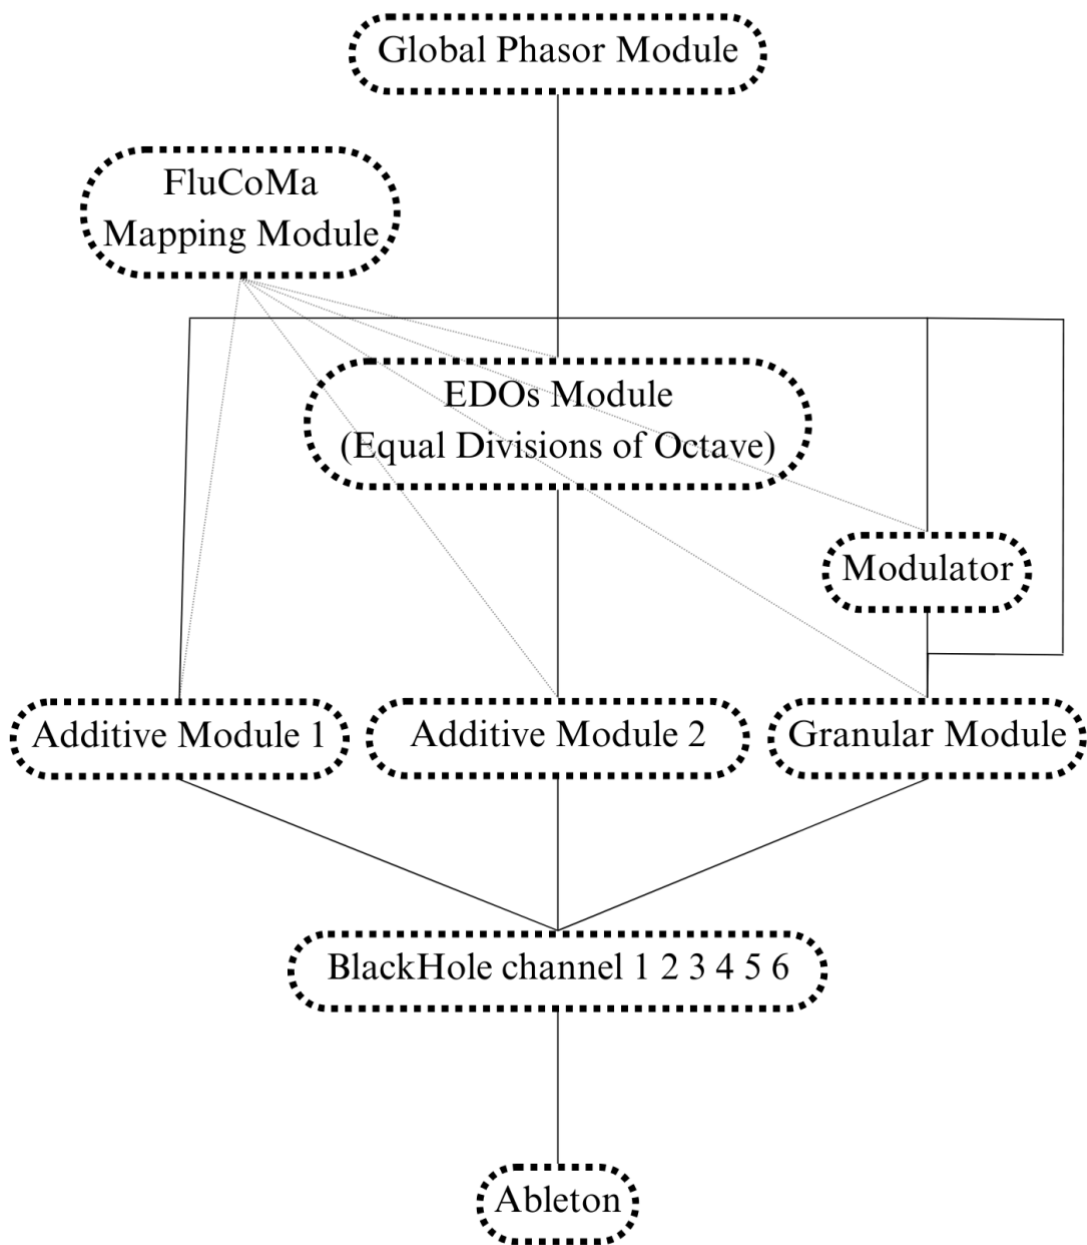 Global Phasor Module
FluCoMa
Mapping Module
EDOs Module
(Equal Divisions of Octave)
Modulator
Additive Module 1
Additive Module 2
Granular Module
BlackHole channel 1 2 3 4 5 6
Ableton